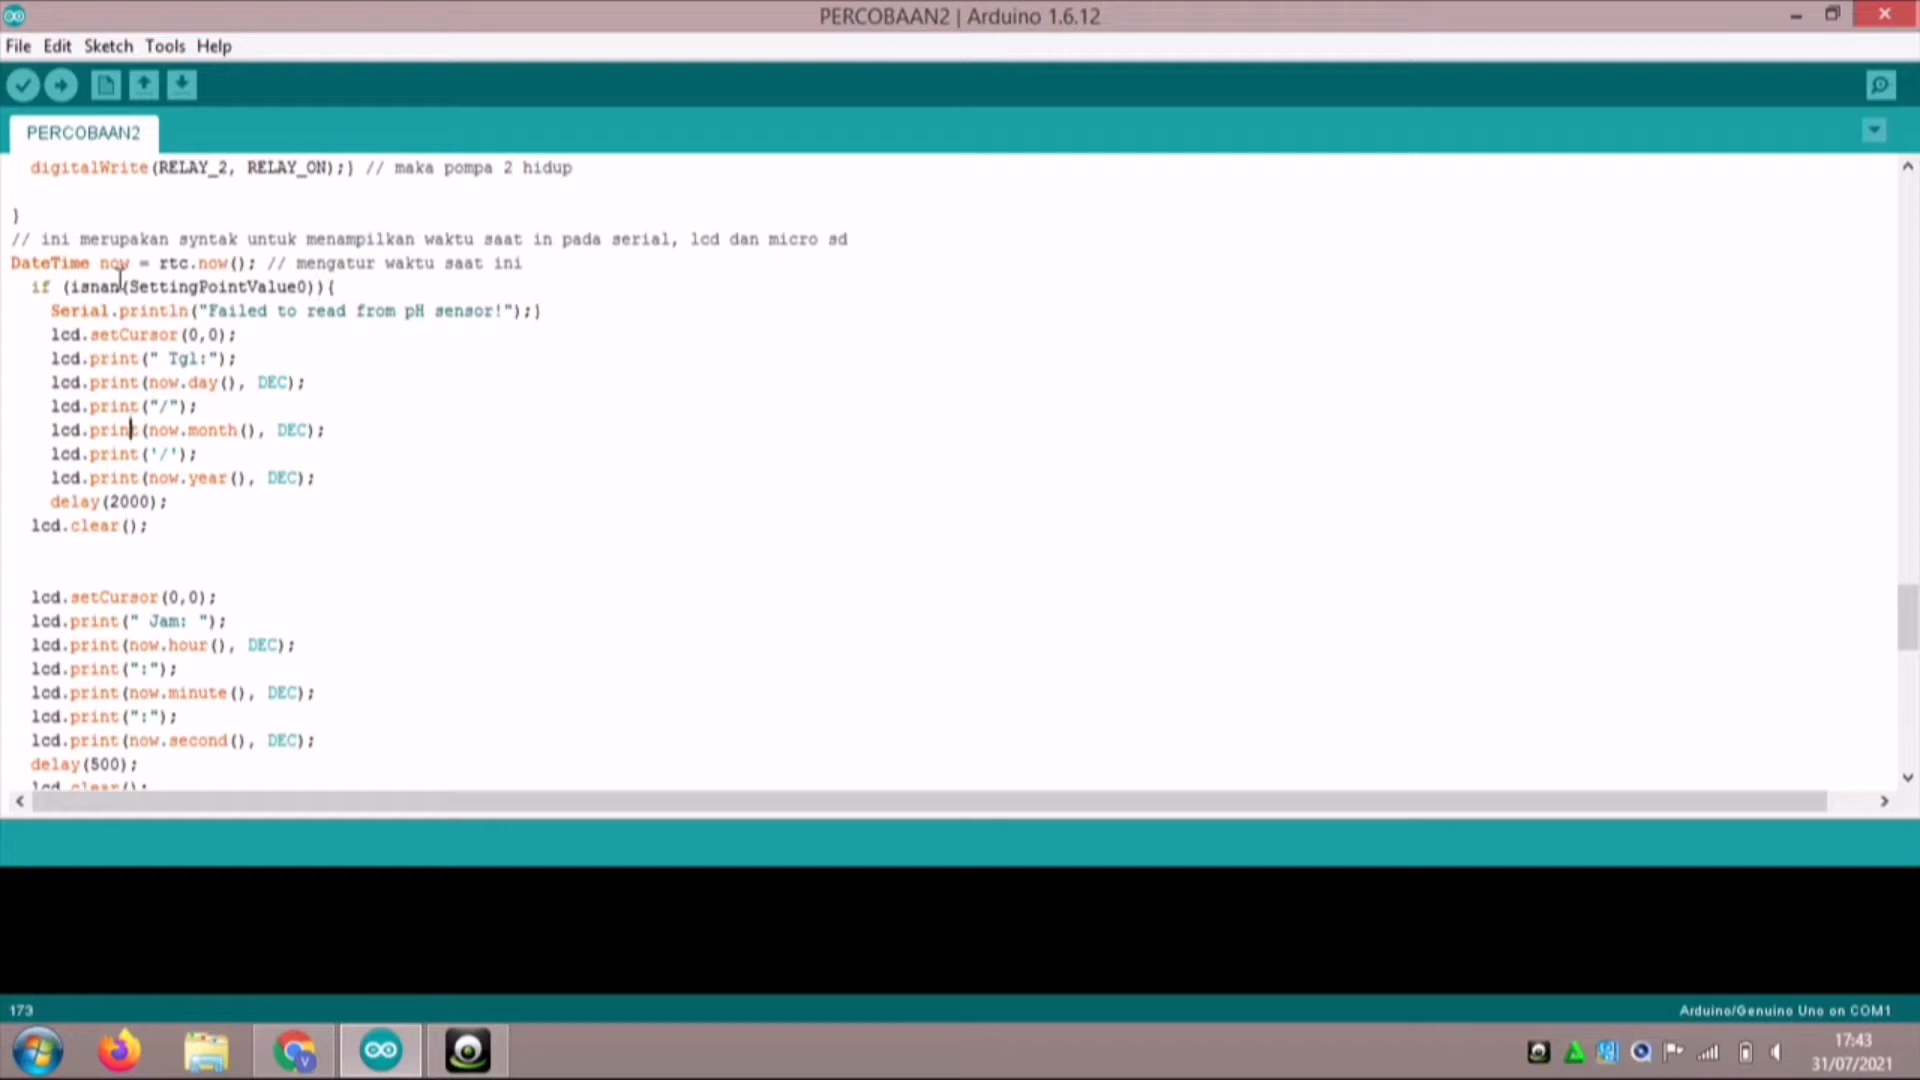 PERCOBAAN2 | Arduino 1.6.12
File Edit Sketch Tools Help
PERCOBAAN2
digitalWrite(RELAY_2, RELAY_ON);} // maka pompa 2 hidup
}
// ini merupakan syntak untuk menampilkan waktu saat in pada serial, lcd dan micro sd
DateTime now = rtc.now(); // mengatur waktu saat ini
if (isnan(SettingPointValue0)){
Serial.println("Failed to read from pH sensor!");}
lcd.setCursor(0,0);
lcd.print(" Tgl:");
lcd.print(now.day(), DEC);
lcd.print("/");
lcd.print(now.month(), DEC);
lcd.print('/');
lcd.print(now.year(), DEC);
delay(2000);
lcd.clear();
lcd.setCursor(0,0);
lcd.print(" Jam: ");
lcd.print(now.hour(), DEC);
lcd.print(":");
lcd.print(now.minute(), DEC);
lcd.print(":");
lcd.print(now.second(), DEC);
delay(500);
lcd.clear();
173
Arduino/Genuino Uno on COM1
17:43
31/07/2021